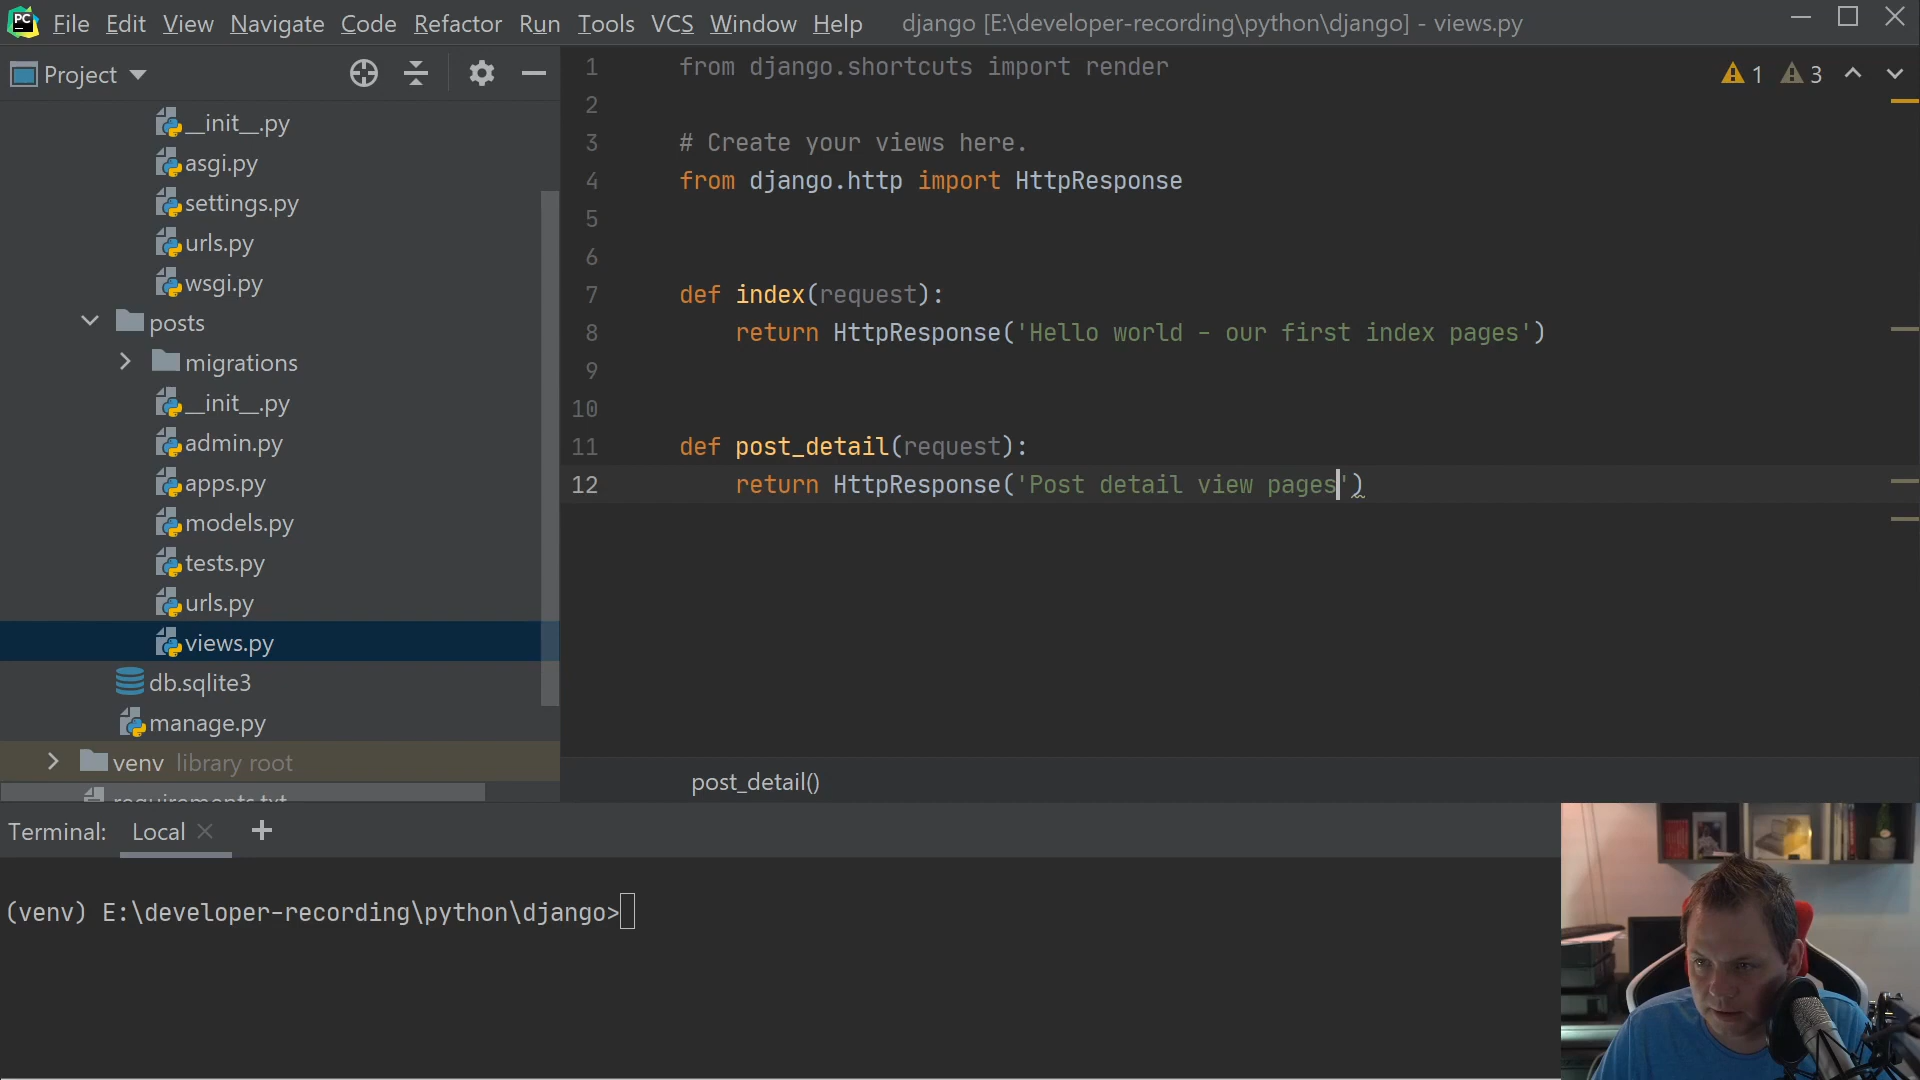 PC File Edit View Navigate Code Refactor Run Tools VCS Window Help django [E:\developer-recording\python\django] - views.py
Project
__init__.py
asgi.py
settings.py
urls.py
wsgi.py
posts
migrations
__init__.py
admin.py
apps.py
models.py
tests.py
urls.py
views.py
db.sqlite3
manage.py
venv library root
requirements.txt
1 from django.shortcuts import render
2
3 # Create your views here.
4 from django.http import HttpResponse
5
6
7 def index(request):
8 return HttpResponse('Hello world - our first index pages')
9
10
11 def post_detail(request):
12 return HttpResponse('Post detail view pages')
1 3
post_detail()
Terminal: Local
(venv) E:\developer-recording\python\django>